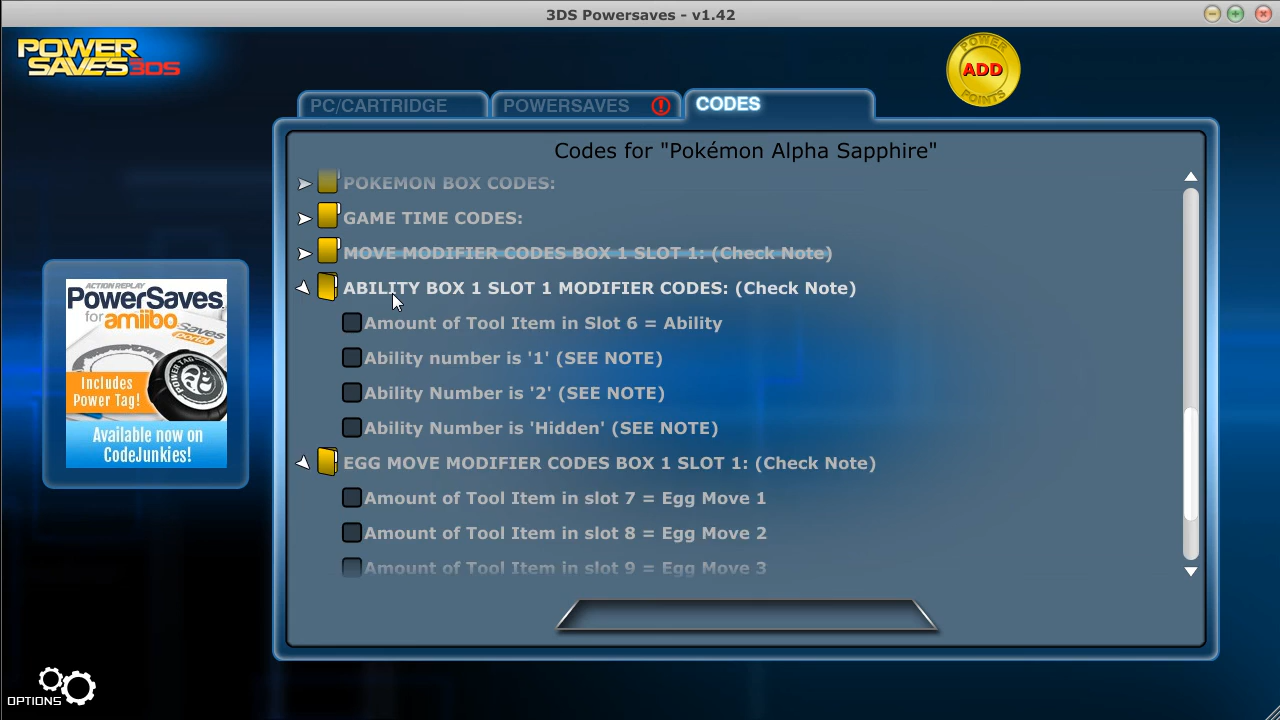 3DS Powersaves - v1.42
POWER
SAVES3DS
POWER
ADD
POINTS
PC/CARTRIDGE
POWERSAVES
CODES
Codes for "Pokémon Alpha Sapphire"
POKEMON BOX CODES:
GAME TIME CODES:
MOVE MODIFIER CODES BOX 1 SLOT 1: (Check Note)
ABILITY BOX 1 SLOT 1 MODIFIER CODES: (Check Note)
Amount of Tool Item in Slot 6 = Ability
Ability number is '1' (SEE NOTE)
Ability Number is '2' (SEE NOTE)
Ability Number is 'Hidden' (SEE NOTE)
EGG MOVE MODIFIER CODES BOX 1 SLOT 1: (Check Note)
Amount of Tool Item in slot 7 = Egg Move 1
Amount of Tool Item in slot 8 = Egg Move 2
Amount of Tool Item in slot 9 = Egg Move 3
ACTION REPLAY
PowerSaves
for amiibo
Saves
portal
POWER TAG
Includes
Power Tag!
Available now on
CodeJunkies!
OPTIONS